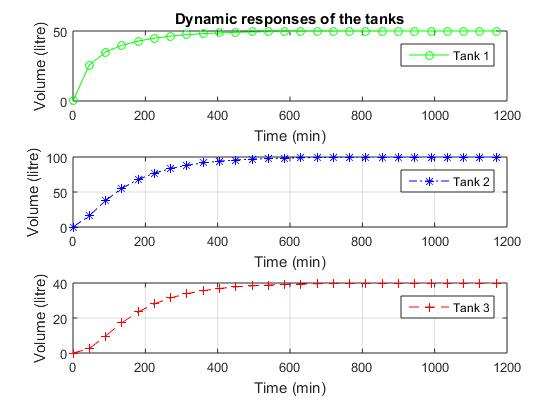 Dynamic responses of the tanks
Volume (litre)
50
0
Tank 1
0 200 400 600 800 1000 1200
Time (min)
Volume (litre)
100
50
0
Tank 2
0 200 400 600 800 1000 1200
Time (min)
Volume (litre)
40
20
0
Tank 3
0 200 400 600 800 1000 1200
Time (min)